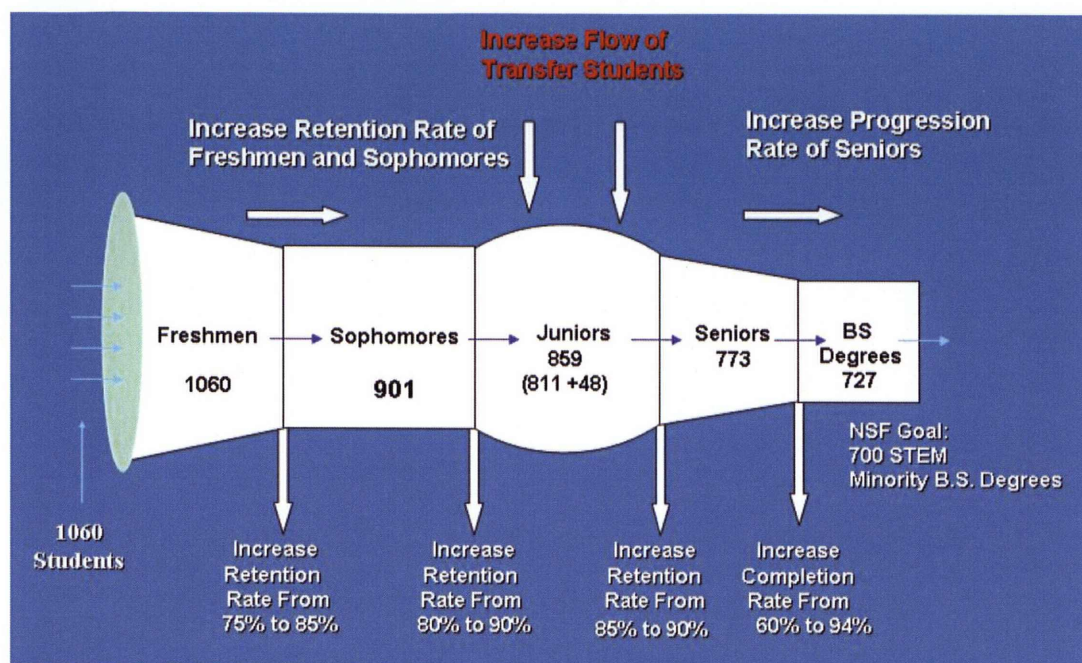 Increase Flow of
Transfer Students
Increase Retention Rate of
Freshmen and Sophomores
Increase Progression
Rate of Seniors
Freshmen
1060
Sophomores
901
Juniors
859
(811 +48)
Seniors
773
BS
Degrees
727
NSF Goal:
700 STEM
Minority B.S. Degrees
1060
Students
Increase
Retention
Rate From
75% to 85%
Increase
Retention
Rate From
80% to 90%
Increase
Retention
Rate From
85% to 90%
Increase
Completion
Rate From
60% to 94%